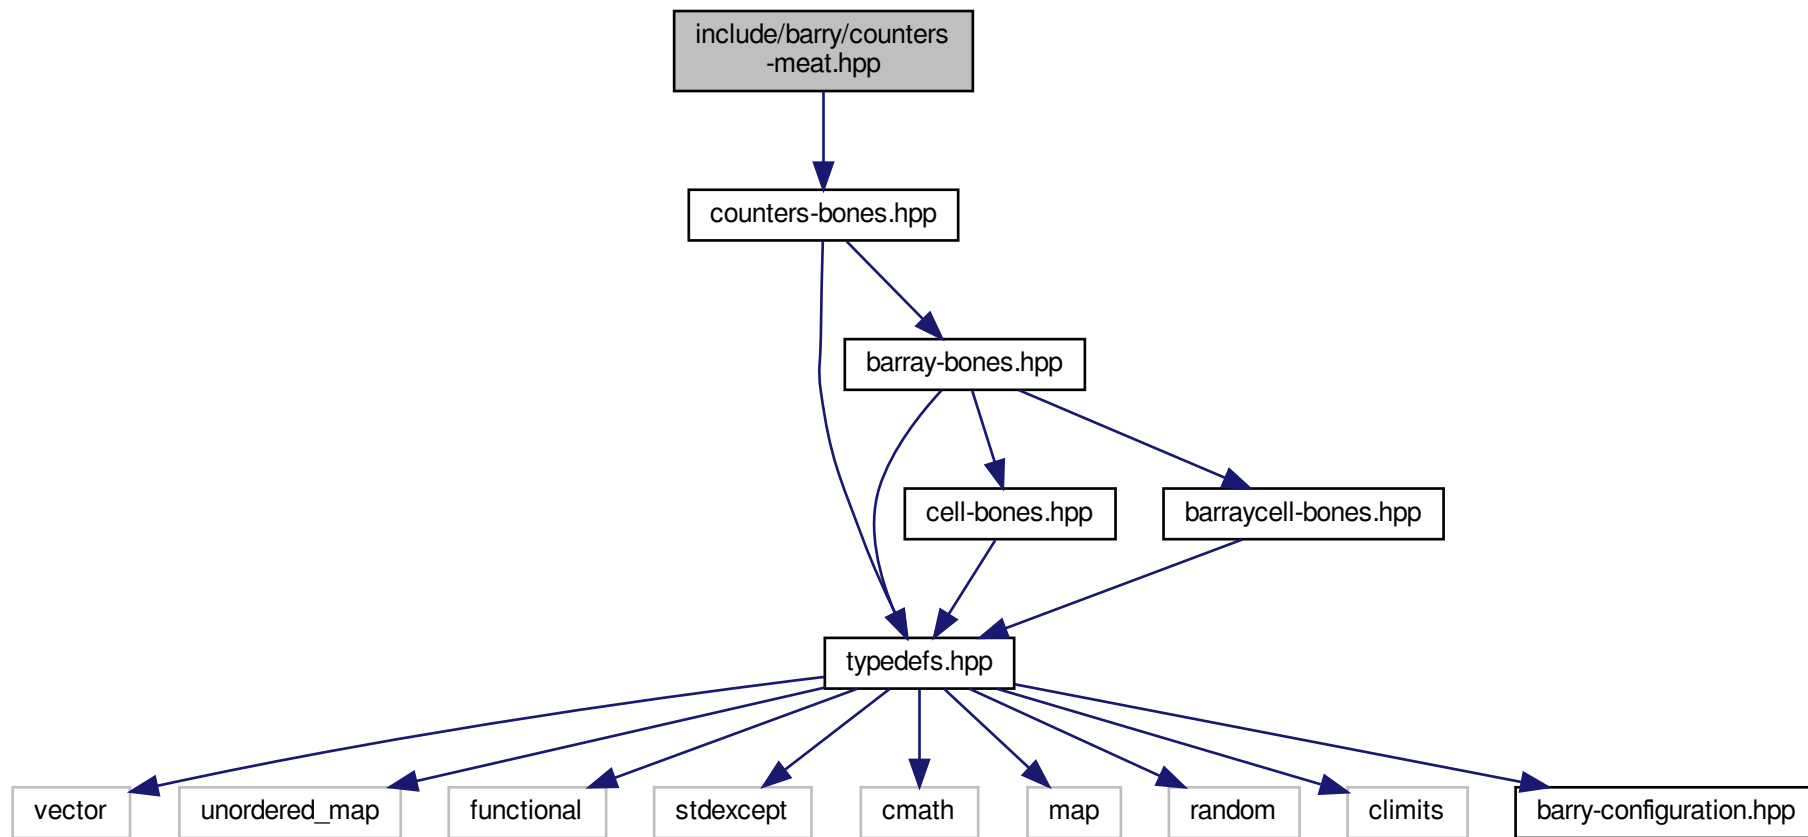 include/barry/counters
-meat.hpp
counters-bones.hpp
barray-bones.hpp
cell-bones.hpp
barraycell-bones.hpp
typedefs.hpp
vector
unordered_map
functional
stdexcept
cmath
map
random
climits
barry-configuration.hpp